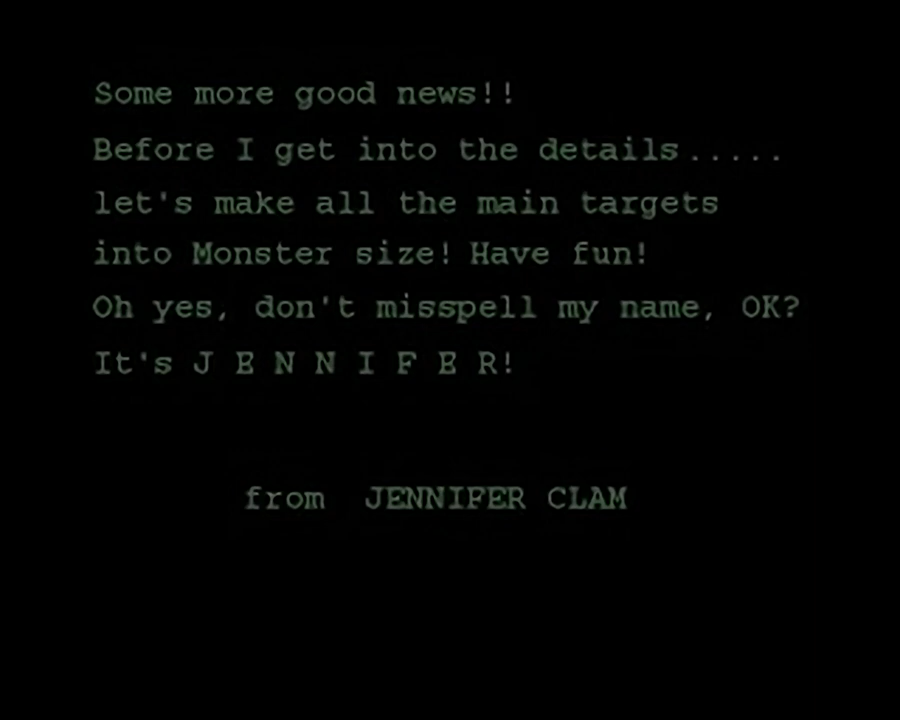 Some more good news!!
Before I get into the details.....
let's make all the main targets
into Monster size! Have fun!
Oh yes, don't misspell my name, OK?
It's J E N N I F E R!
from JENNIFER CLAM